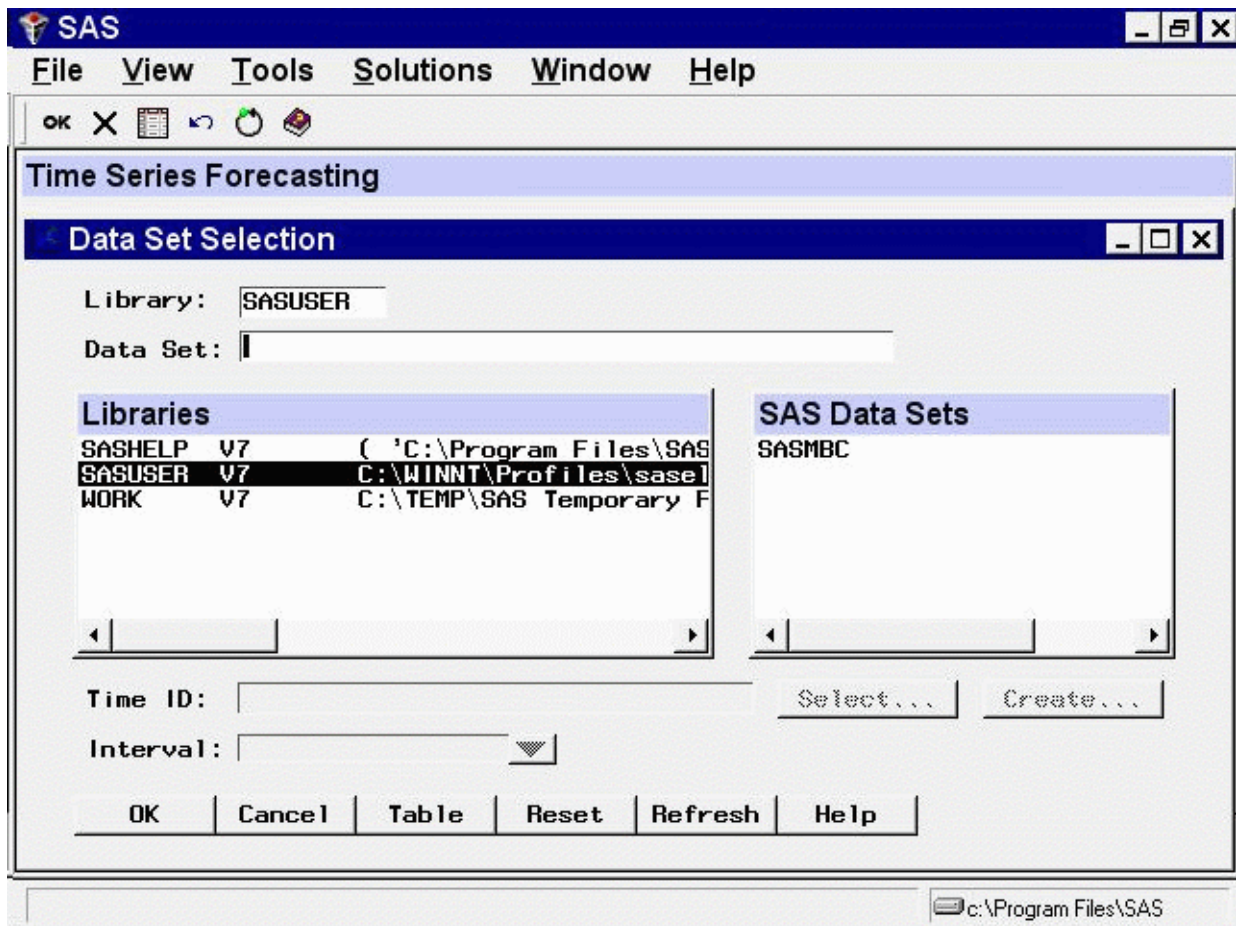 SAS
File View Tools Solutions Window Help
OK
Time Series Forecasting
Data Set Selection
Library: SASUSER
Data Set:
Libraries
SASHELP V7 ( 'C:\Program Files\SAS
SASUSER V7 C:\WINNT\Profiles\sasel
WORK V7 C:\TEMP\SAS Temporary F
SAS Data Sets
SASMBC
Time ID: Select... Create...
Interval:
OK Cancel Table Reset Refresh Help
c:\Program Files\SAS